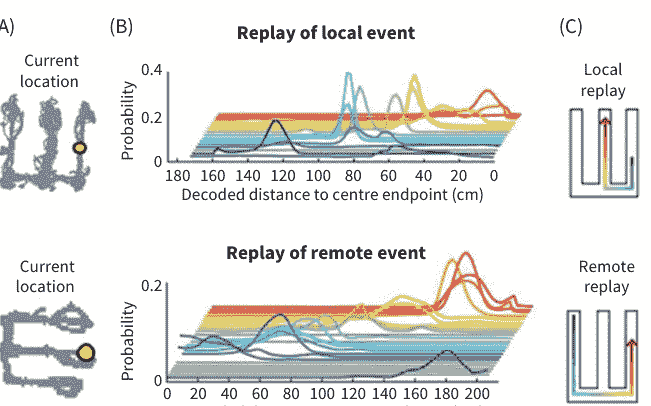 A)
(B)
(C)
Replay of local event
Current
location
Local
replay
Probability
0.4
0.2
0
180 160 140 120 100 80 60 40 20 0
Decoded distance to centre endpoint (cm)
Replay of remote event
Current
location
Remote
replay
Probability
0.2
0
0 20 40 60 80 100 120 140 160 180 200